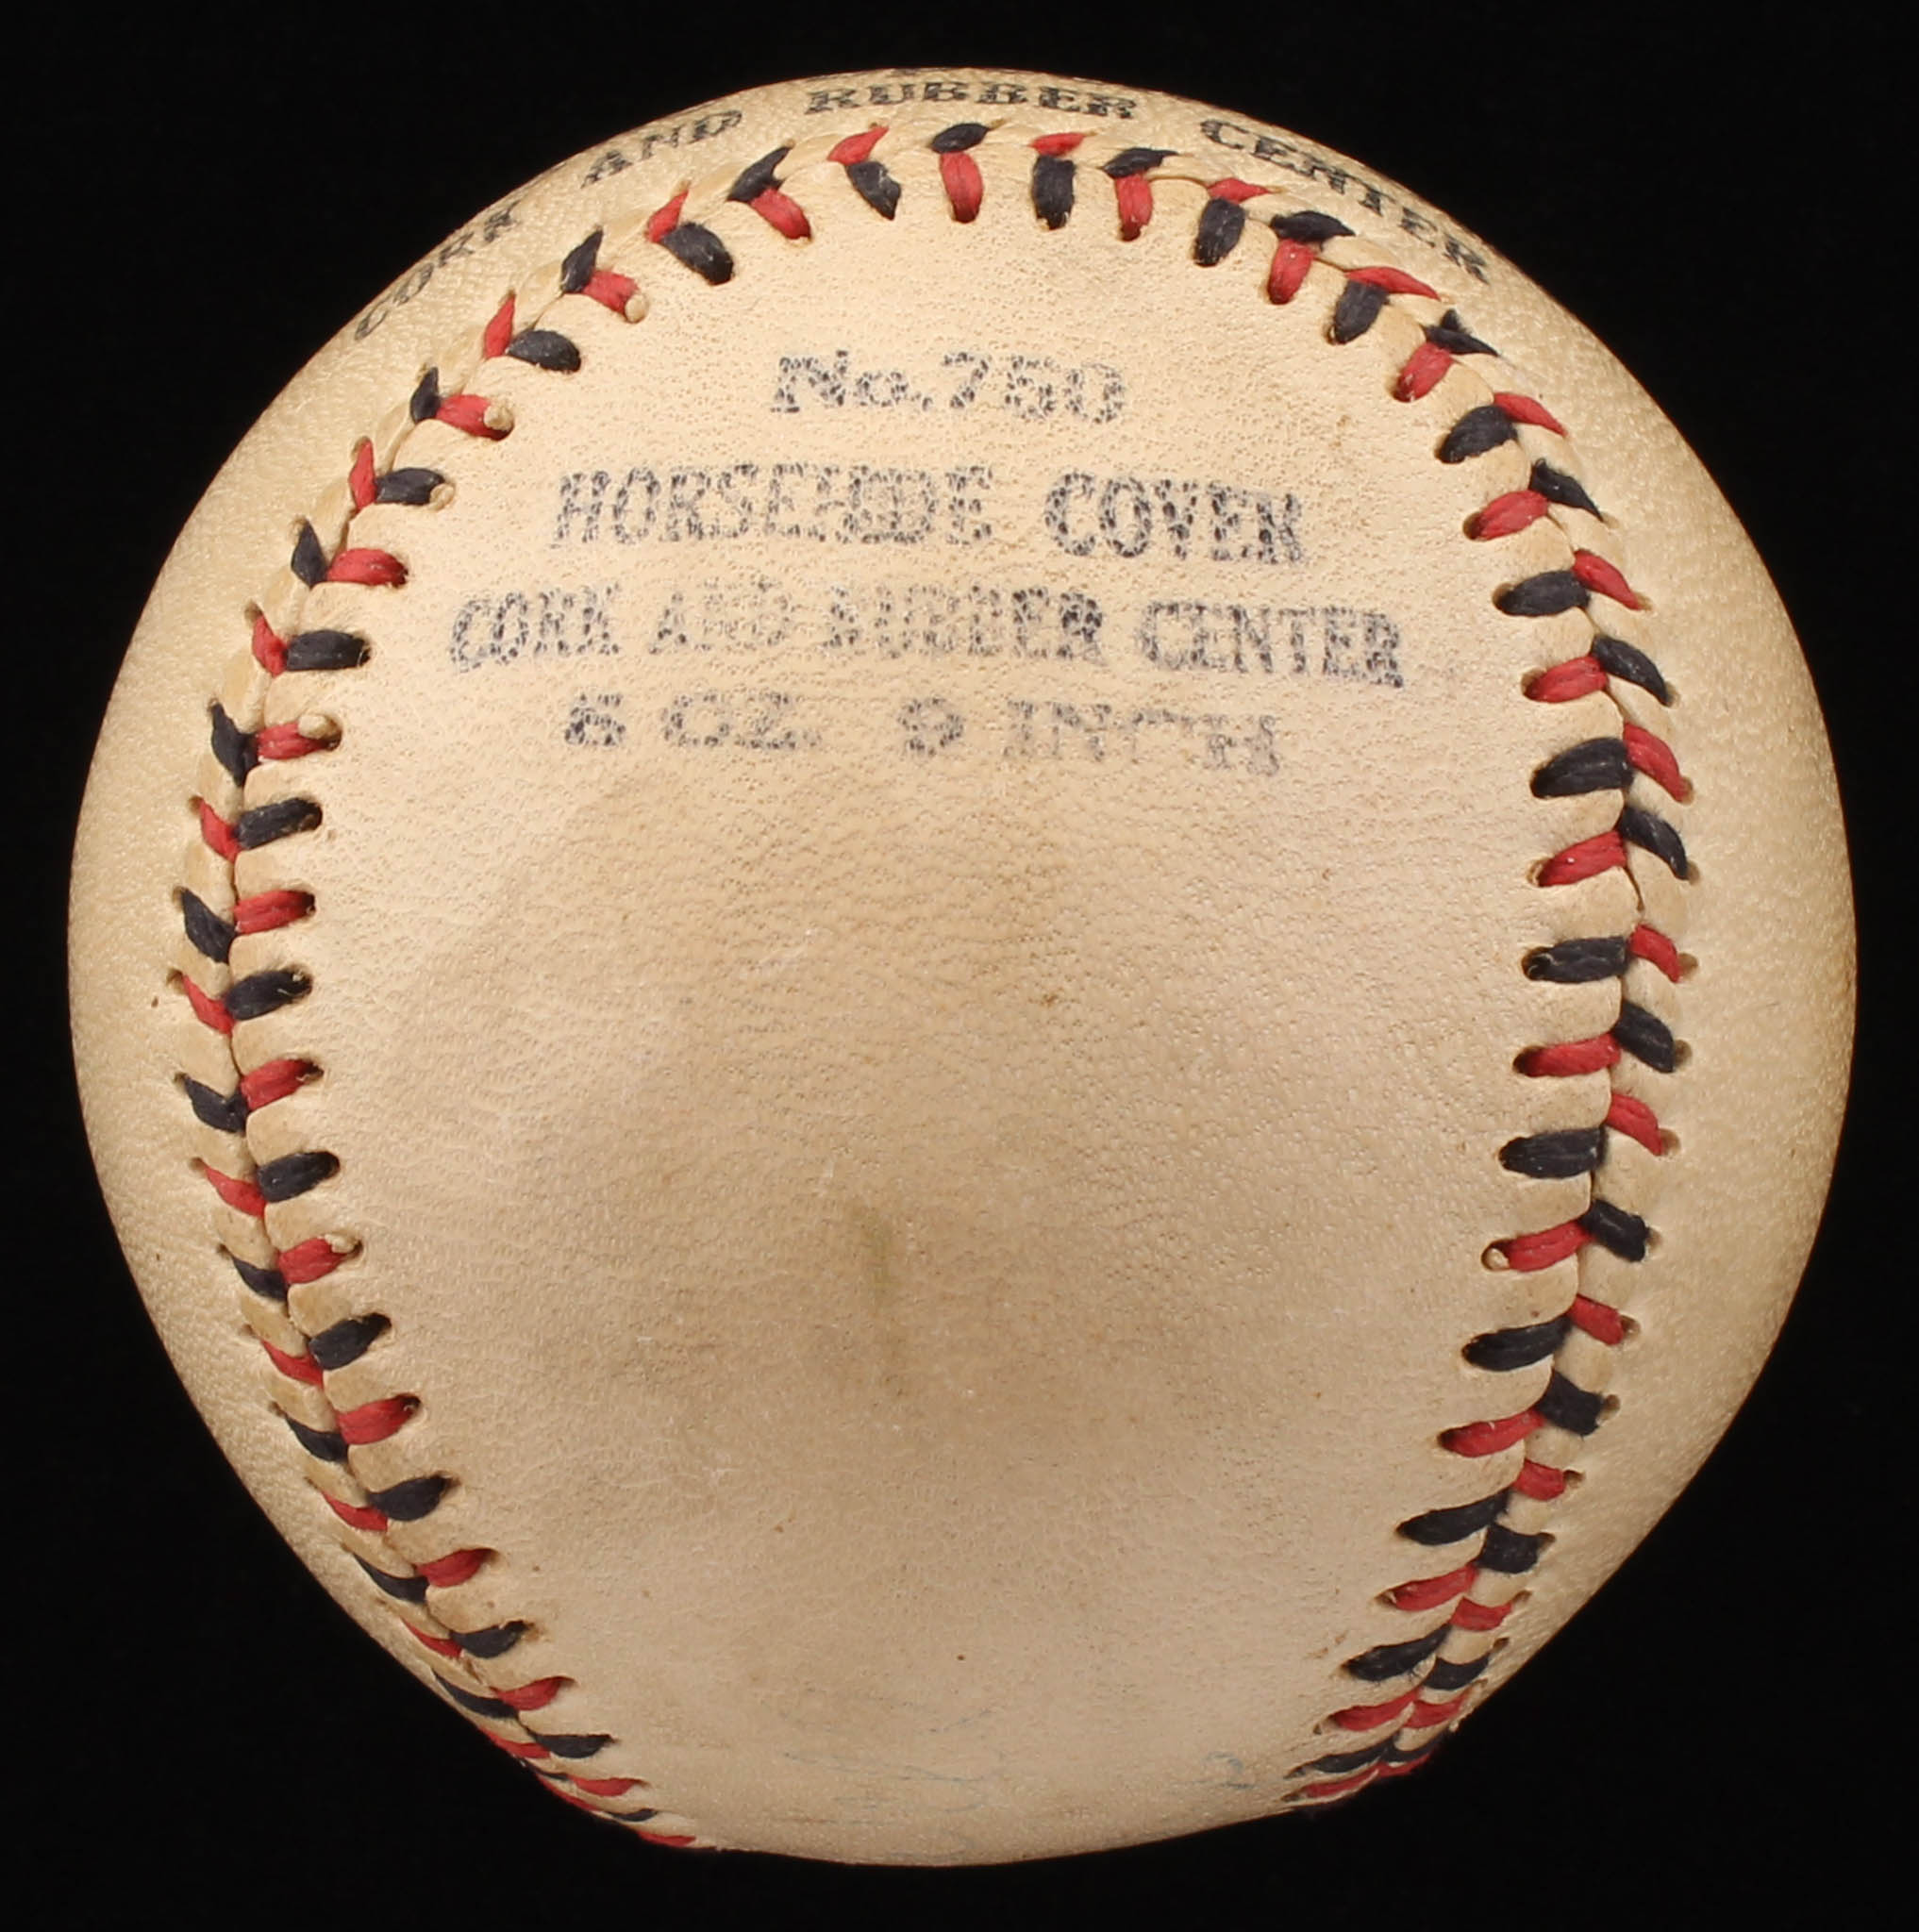 CORK AND RUBBER CENTER
No. 750
HORSEHIDE COVER
CORK AND RUBBER CENTER
5 OZ. 9 INCH